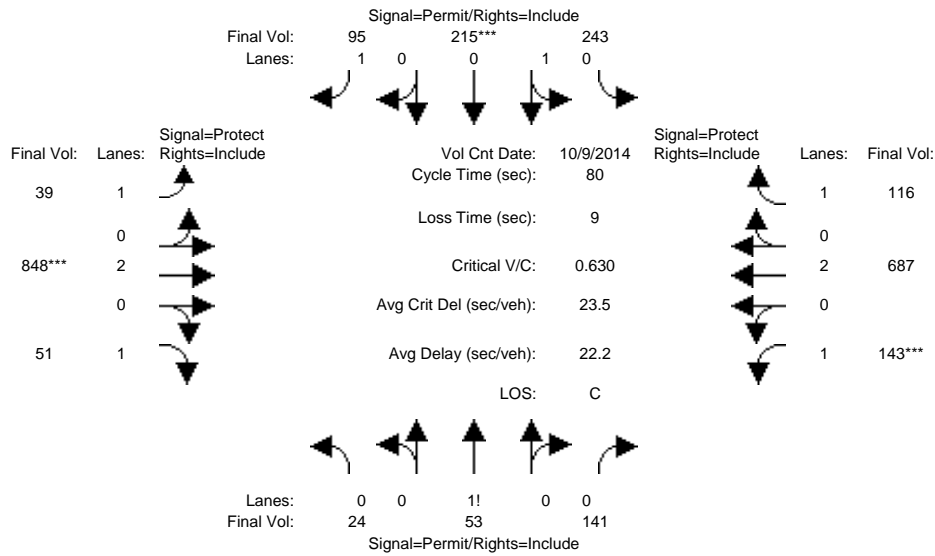 Signal=Permit/Rights=Include
Final Vol: 95 215*** 243
Lanes: 1 0 0 1 0
Signal=Protect Signal=Protect
Final Vol: Lanes: Rights=Include Vol Cnt Date: 10/9/2014 Rights=Include Lanes: Final Vol:
Cycle Time (sec): 80
39 1 1 116
Loss Time (sec): 9
0 0
848*** 2 Critical V/C: 0.630 2 687
0 Avg Crit Del (sec/veh): 23.5 0
51 1 Avg Delay (sec/veh): 22.2 1 143***
LOS: C
Lanes: 0 0 1! 0 0
Final Vol: 24 53 141
Signal=Permit/Rights=Include